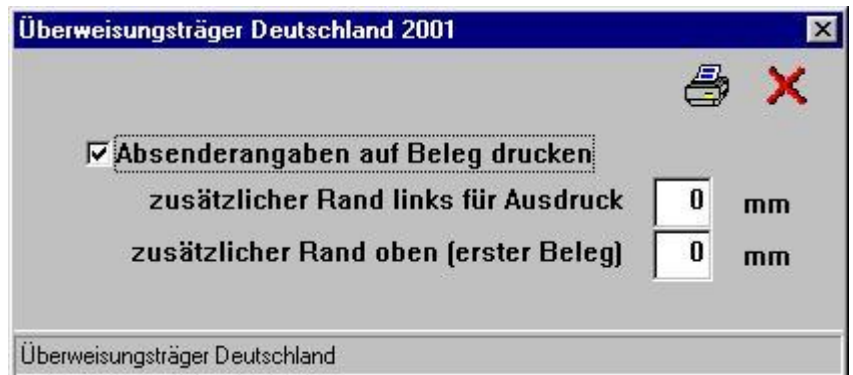 Überweisungsträger Deutschland 2001
Absenderangaben auf Beleg drucken
zusätzlicher Rand links für Ausdruck 0 mm
zusätzlicher Rand oben (erster Beleg) 0 mm
Überweisungsträger Deutschland